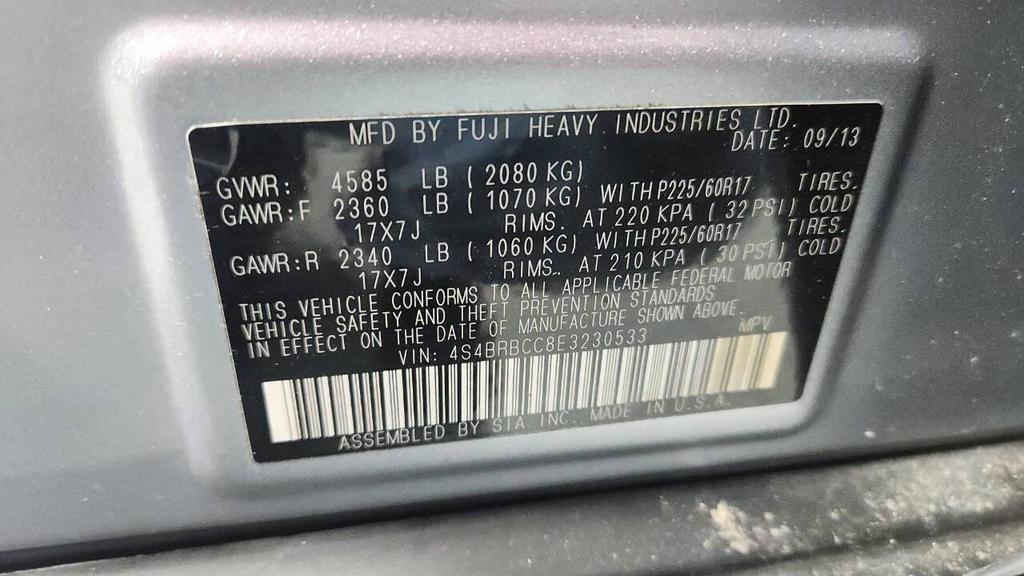 MFD BY FUJI HEAVY INDUSTRIES LTD.
DATE: 09/13
GVWR: 4585 LB ( 2080 KG)
GAWR:F 2360 LB ( 1070 KG) WITH P225/60R17 TIRES.
17X7J RIMS. AT 220 KPA ( 32 PSI) COLD
GAWR:R 2340 LB ( 1060 KG) WITH P225/60R17 TIRES.
17X7J RIMS. AT 210 KPA ( 30 PSI) COLD
THIS VEHICLE CONFORMS TO ALL APPLICABLE FEDERAL MOTOR
VEHICLE SAFETY AND THEFT PREVENTION STANDARDS
IN EFFECT ON THE DATE OF MANUFACTURE SHOWN ABOVE.
VIN: 4S4BRBCC8E3230533 MPV
ASSEMBLED BY SIA INC. MADE IN U.S.A.